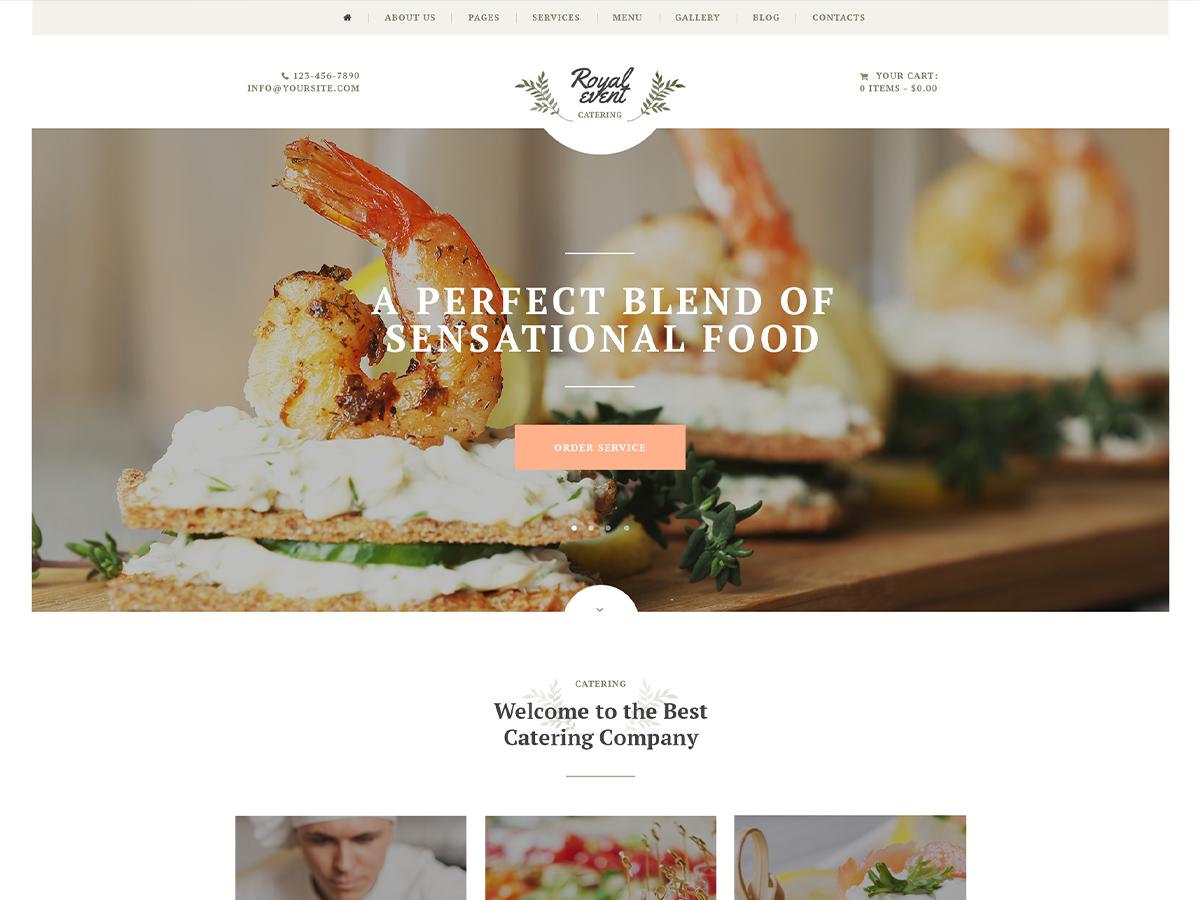 ABOUT US
PAGES
SERVICES
MENU
GALLERY
BLOG
CONTACTS
123-456-7890
INFO@YOURSITE.COM
Royal
event
CATERING
YOUR CART:
0 ITEMS - $0.00
A PERFECT BLEND OF
SENSATIONAL FOOD
ORDER SERVICE
CATERING
Welcome to the Best
Catering Company